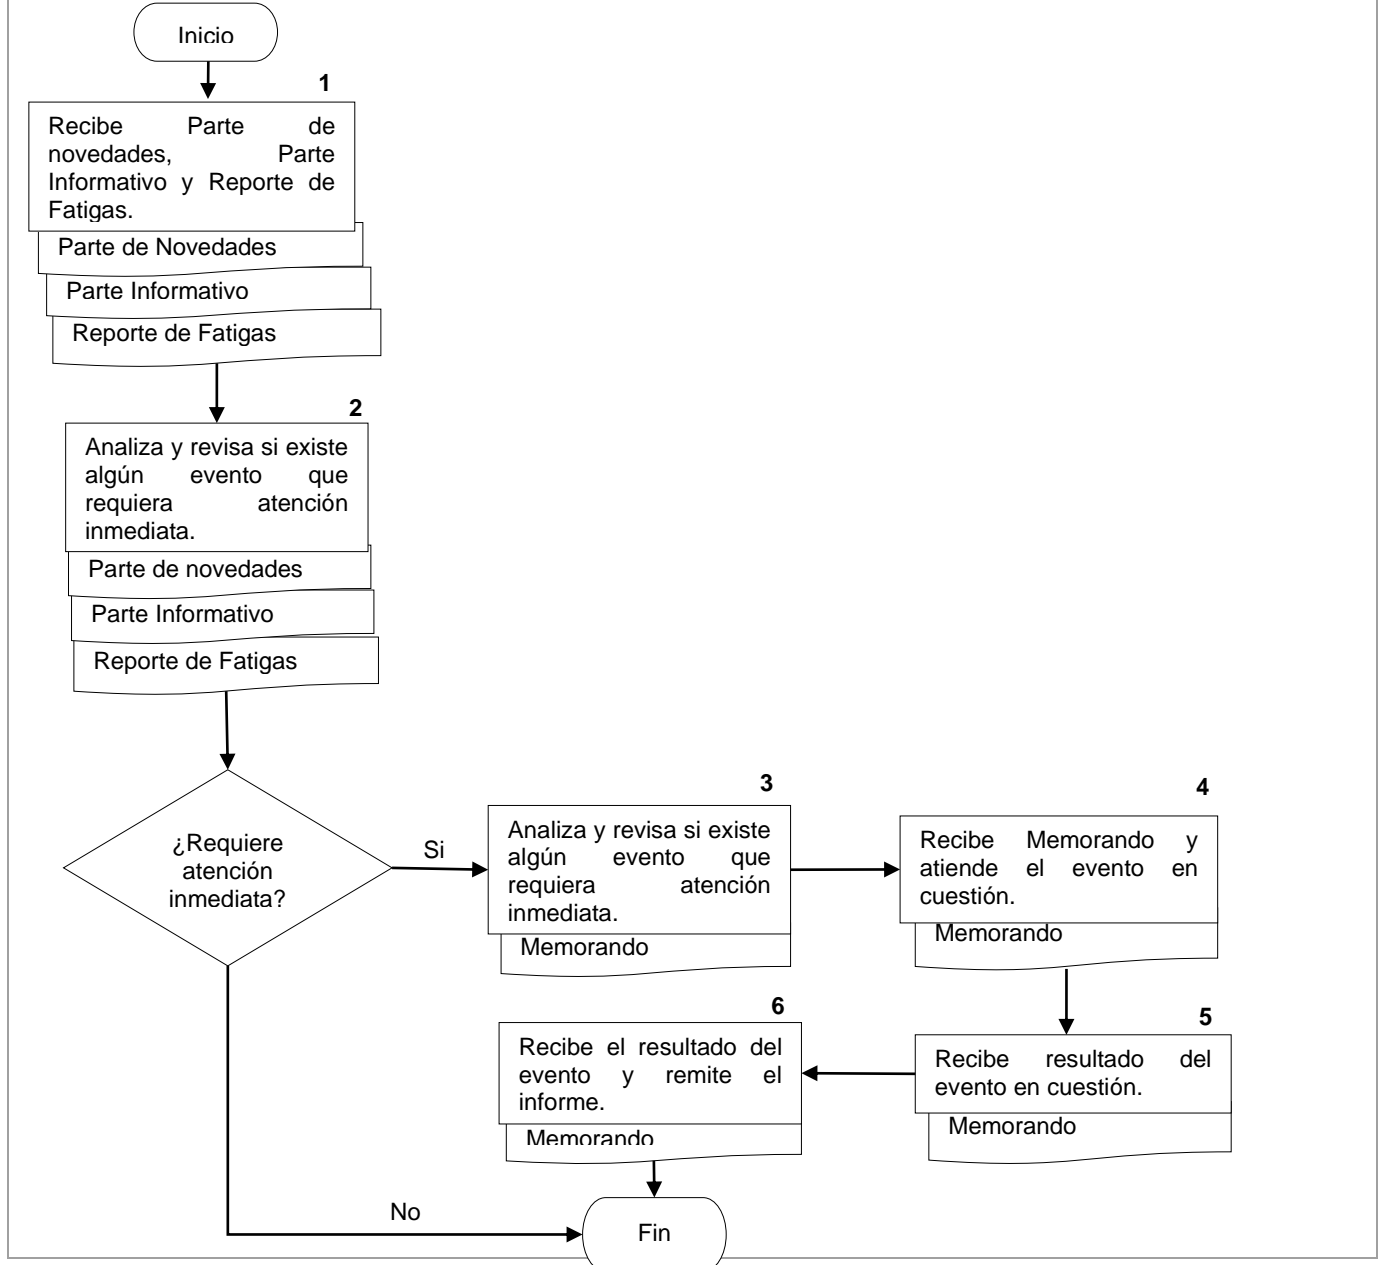 Inicio
1
Recibe Parte de
novedades, Parte
Informativo y Reporte de
Fatigas.
Parte de Novedades
Parte Informativo
Reporte de Fatigas
2
Analiza y revisa si existe
algún evento que
requiera atención
inmediata.
Parte de novedades
Parte Informativo
Reporte de Fatigas
¿Requiere
atención
inmediata?
Si
3
Analiza y revisa si existe
algún evento que
requiera atención
inmediata.
Memorando
4
Recibe Memorando y
atiende el evento en
cuestión.
Memorando
5
Recibe resultado del
evento en cuestión.
Memorando
6
Recibe el resultado del
evento y remite el
informe.
Memorando
No
Fin